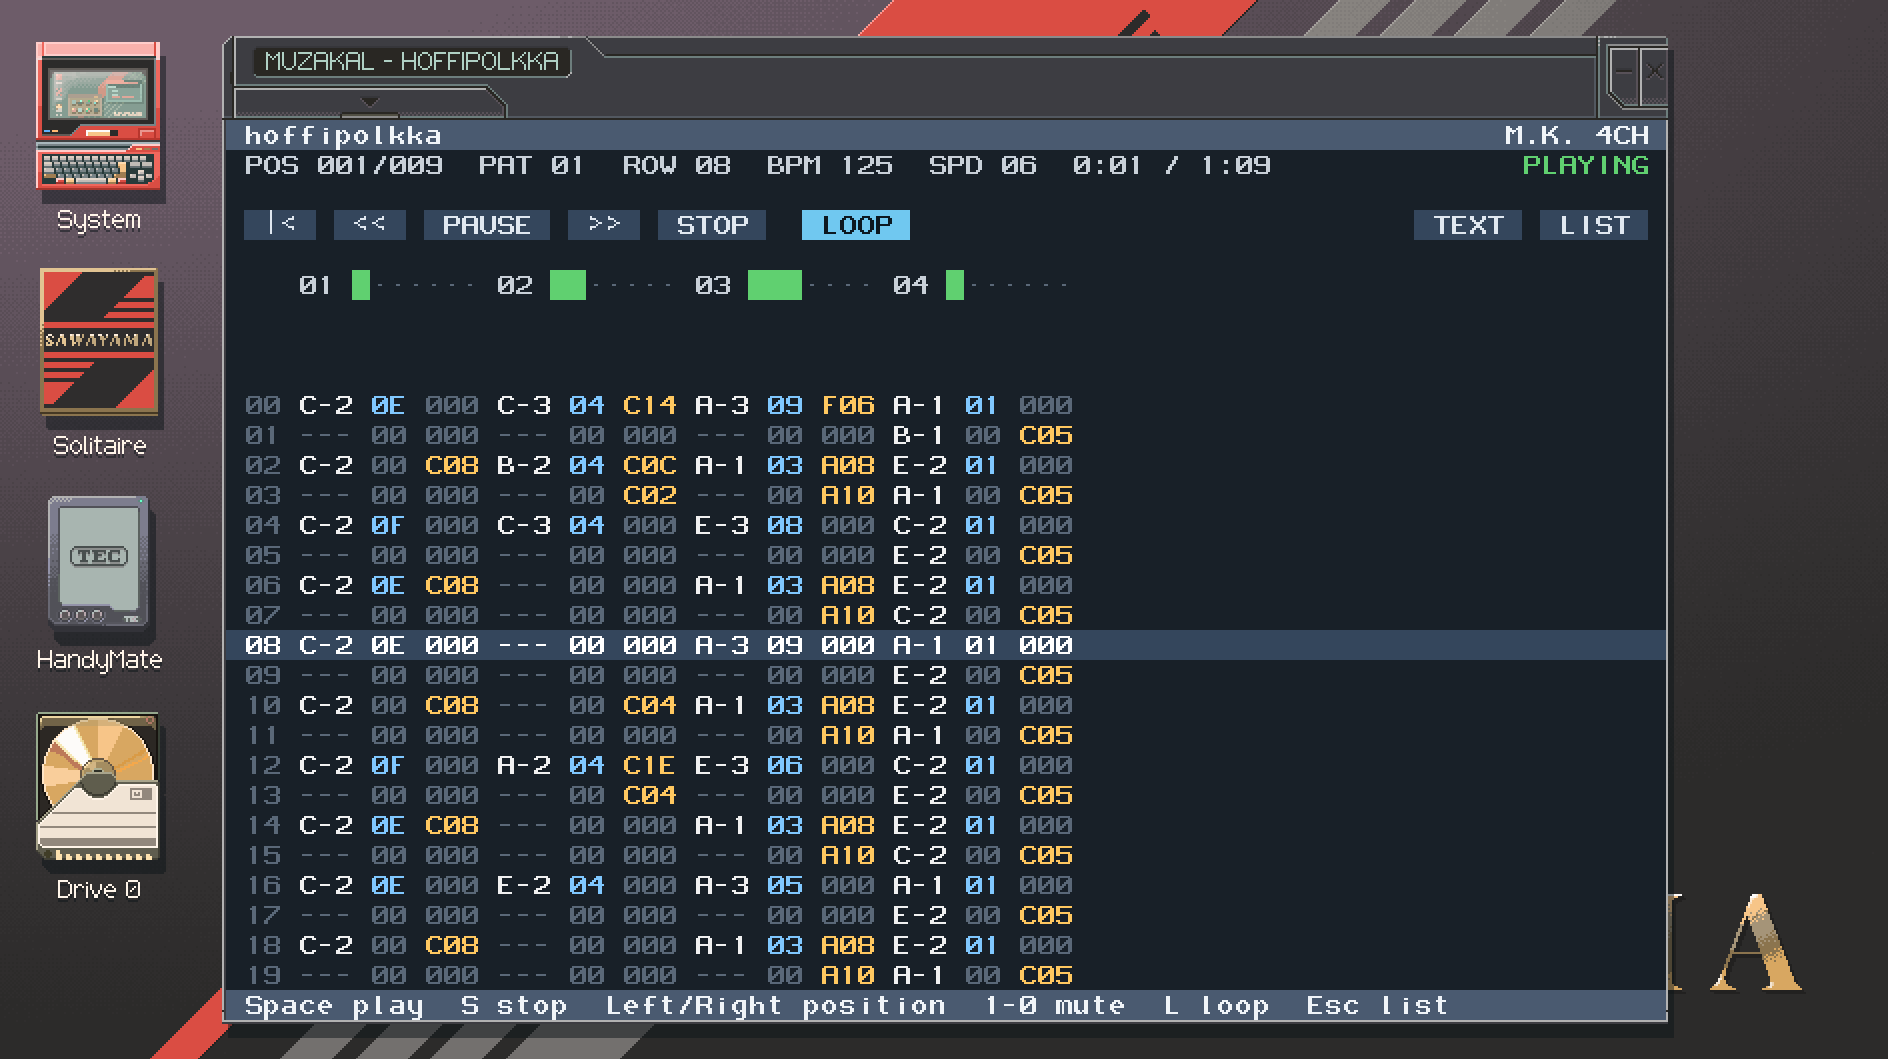 MUZAKAL - HOFFIPOLKKA
hoffipolkka M.K. 4CH
POS 001/009 PAT 01 ROW 08 BPM 125 SPD 06 0:01 / 1:09 PLAYING
|< << PAUSE >> STOP LOOP TEXT LIST
01 02 03 04
00 C-2 0E 000 C-3 04 C14 A-3 09 F06 A-1 01 000
01 --- 00 000 --- 00 000 --- 00 000 B-1 00 C05
02 C-2 00 C08 B-2 04 C0C A-1 03 A08 E-2 01 000
03 --- 00 000 --- 00 C02 --- 00 A10 A-1 00 C05
04 C-2 0F 000 C-3 04 000 E-3 08 000 C-2 01 000
05 --- 00 000 --- 00 000 --- 00 000 E-2 00 C05
06 C-2 0E C08 --- 00 000 A-1 03 A08 E-2 01 000
07 --- 00 000 --- 00 000 --- 00 A10 C-2 00 C05
08 C-2 0E 000 --- 00 000 A-3 09 000 A-1 01 000
09 --- 00 000 --- 00 000 --- 00 000 E-2 00 C05
10 C-2 00 C08 --- 00 C04 A-1 03 A08 E-2 01 000
11 --- 00 000 --- 00 000 --- 00 A10 A-1 00 C05
12 C-2 0F 000 A-2 04 C1E E-3 06 000 C-2 01 000
13 --- 00 000 --- 00 C04 --- 00 000 E-2 00 C05
14 C-2 0E C08 --- 00 000 A-1 03 A08 E-2 01 000
15 --- 00 000 --- 00 000 --- 00 A10 C-2 00 C05
16 C-2 0E 000 E-2 04 000 A-3 05 000 A-1 01 000
17 --- 00 000 --- 00 000 --- 00 000 E-2 00 C05
18 C-2 00 C08 --- 00 000 A-1 03 A08 E-2 01 000
19 --- 00 000 --- 00 000 --- 00 A10 A-1 00 C05
Space play S stop Left/Right position 1-0 mute L loop Esc list
System
SAWAYAMA
Solitaire
TEC
HandyMate
Drive 0
A